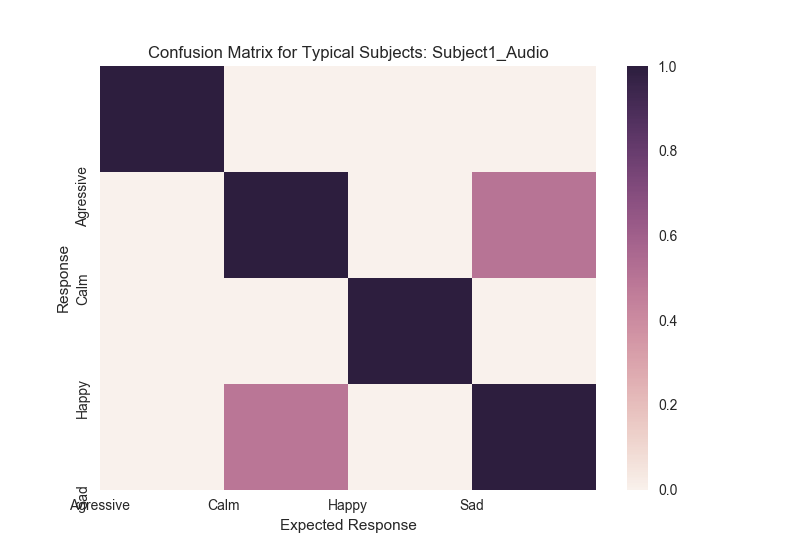 Confusion Matrix for Typical Subjects: Subject1_Audio
1.0
0.8
0.6
0.4
0.2
0.0
Response
Agressive
Calm
Happy
Sad
Agressive Calm Happy Sad
Expected Response